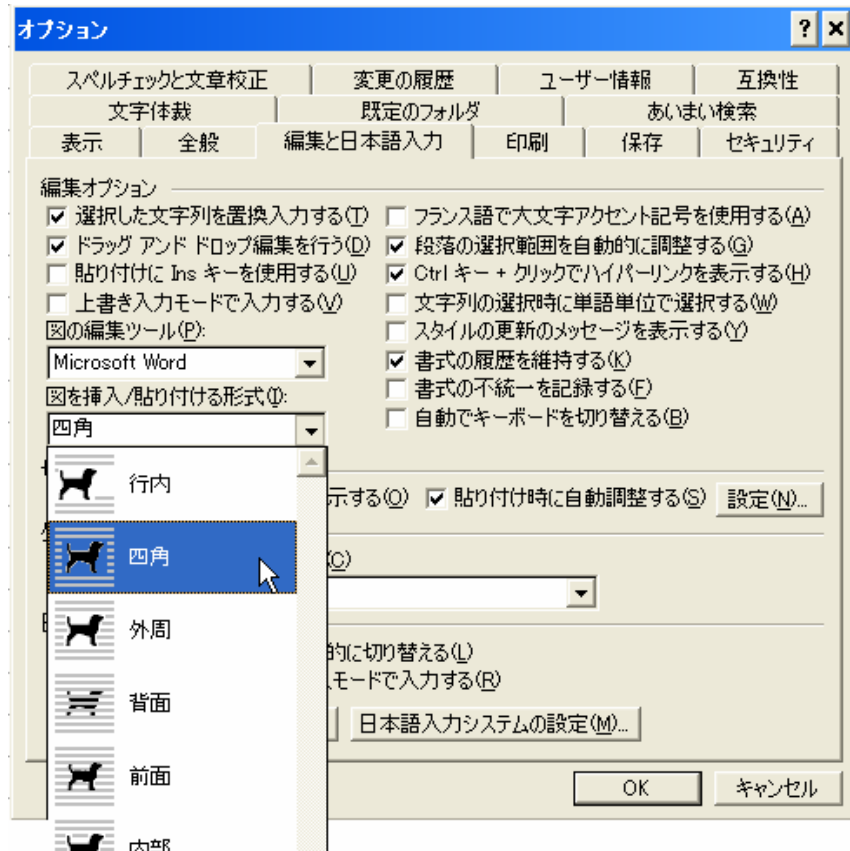 オプション
スペルチェックと文章校正 変更の履歴 ユーザー情報 互換性
文字体裁 既定のフォルダ あいまい検索
表示 全般 編集と日本語入力 印刷 保存 セキュリティ
編集オプション
選択した文字列を置換入力する(T) フランス語で大文字アクセント記号を使用する(A)
ドラッグ アンド ドロップ編集を行う(D) 段落の選択範囲を自動的に調整する(G)
貼り付けに Ins キーを使用する(U) Ctrl キー + クリックでハイパーリンクを表示する(H)
上書き入力モードで入力する(V) 文字列の選択時に単語単位で選択する(W)
図の編集ツール(P): スタイルの更新のメッセージを表示する(Y)
Microsoft Word 書式の履歴を維持する(K)
図を挿入/貼り付ける形式(I): 書式の不統一を記録する(F)
四角 自動でキーボードを切り替える(B)
行内
示する(O) 貼り付け時に自動調整する(S) 設定(N)...
四角 (C)
外周
的に切り替える(L)
モードで入力する(R)
背面 日本語入力システムの設定(M)...
前面
OK キャンセル
内部